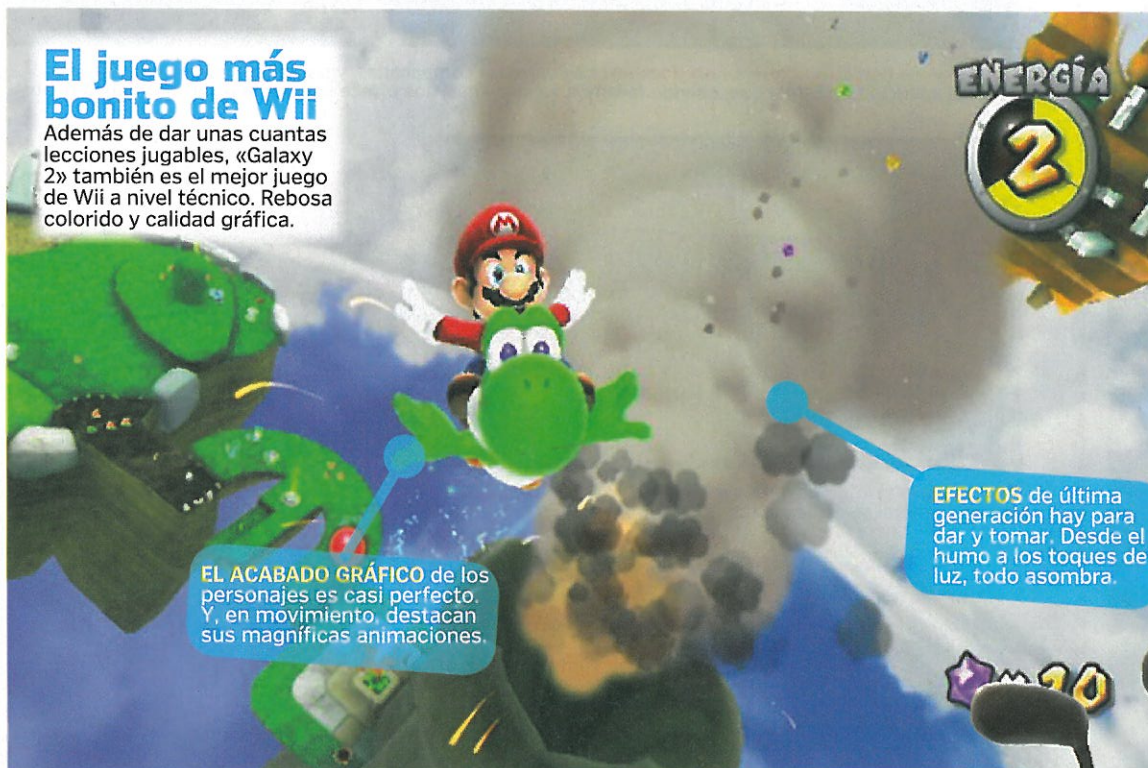 El juego más
bonito de Wii
Además de dar unas cuantas
lecciones jugables, «Galaxy
2» también es el mejor juego
de Wii a nivel técnico. Rebosa
colorido y calidad gráfica.
ENERGÍA
2
M
EFECTOS de última
generación hay para
dar y tomar. Desde el
humo a los toques de
luz, todo asombra.
EL ACABADO GRÁFICO de los
personajes es casi perfecto.
Y, en movimiento, destacan
sus magníficas animaciones.
20